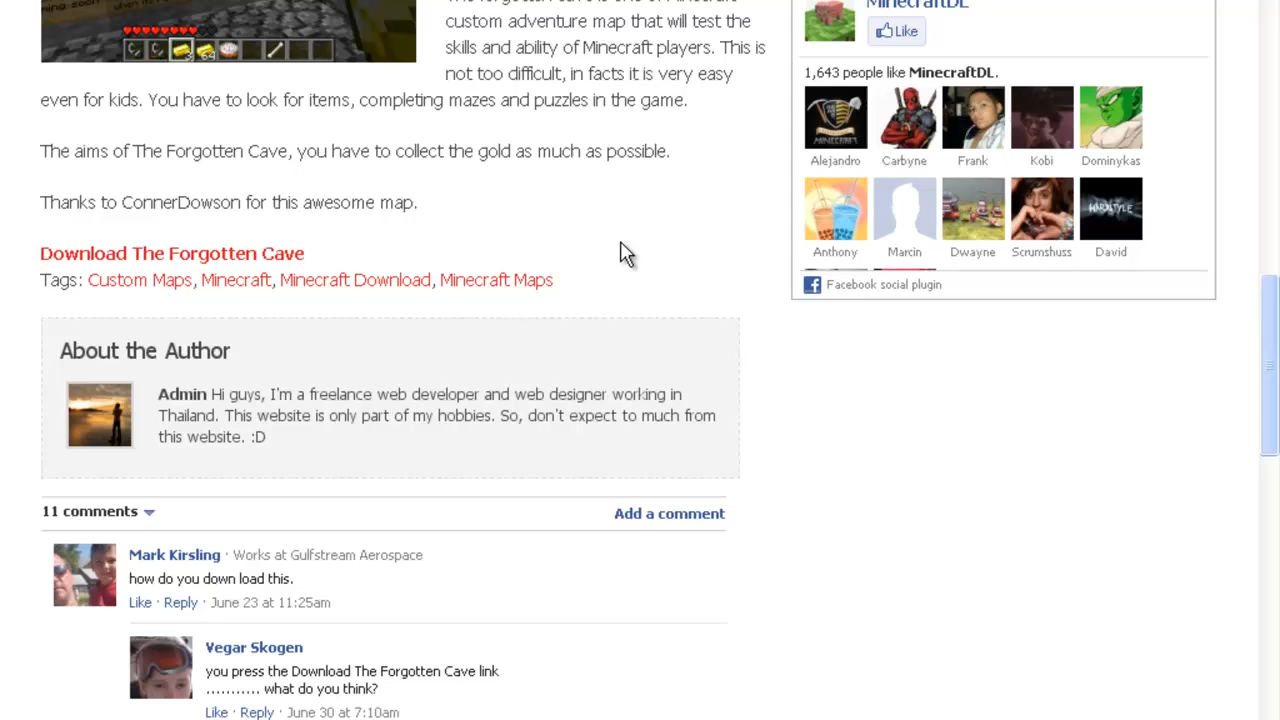 custom adventure map that will test the
skills and ability of Minecraft players. This is
not too difficult, in facts it is very easy
even for kids. You have to look for items, completing mazes and puzzles in the game.
The aims of The Forgotten Cave, you have to collect the gold as much as possible.
Thanks to ConnerDowson for this awesome map.
Download The Forgotten Cave
Tags: Custom Maps, Minecraft, Minecraft Download, Minecraft Maps
About the Author
Admin Hi guys, I'm a freelance web developer and web designer working in
Thailand. This website is only part of my hobbies. So, don't expect to much from
this website. :D
11 comments
Add a comment
Mark Kirsling · Works at Gulfstream Aerospace
how do you down load this.
Like · Reply · June 23 at 11:25am
Vegar Skogen
you press the Download The Forgotten Cave link
........... what do you think?
Like · Reply · June 30 at 7:10am
MinecraftDL
Like
1,643 people like MinecraftDL.
Alejandro Carbyne Frank Kobi Dominykas
HARDSTYLE
Anthony Marcin Dwayne Scrumshuss David
Facebook social plugin